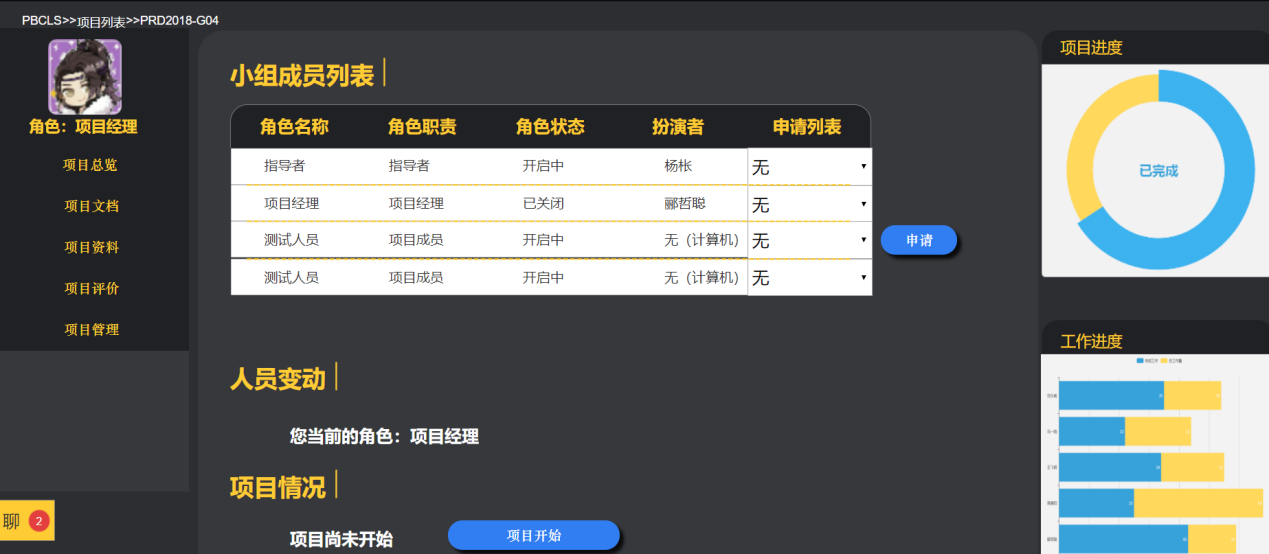 PBCLS>>项目列表>>PRD2018-G04
角色：项目经理
项目总览
项目文档
项目资料
项目评价
项目管理
聊 2
小组成员列表
角色名称 角色职责 角色状态 扮演者 申请列表
指导者 指导者 开启中 杨枨 无
项目经理 项目经理 已关闭 郦哲聪 无
测试人员 项目成员 开启中 无（计算机） 无
申请
测试人员 项目成员 开启中 无（计算机） 无
人员变动
您当前的角色：项目经理
项目情况
项目尚未开始 项目开始
项目进度
已完成
工作进度